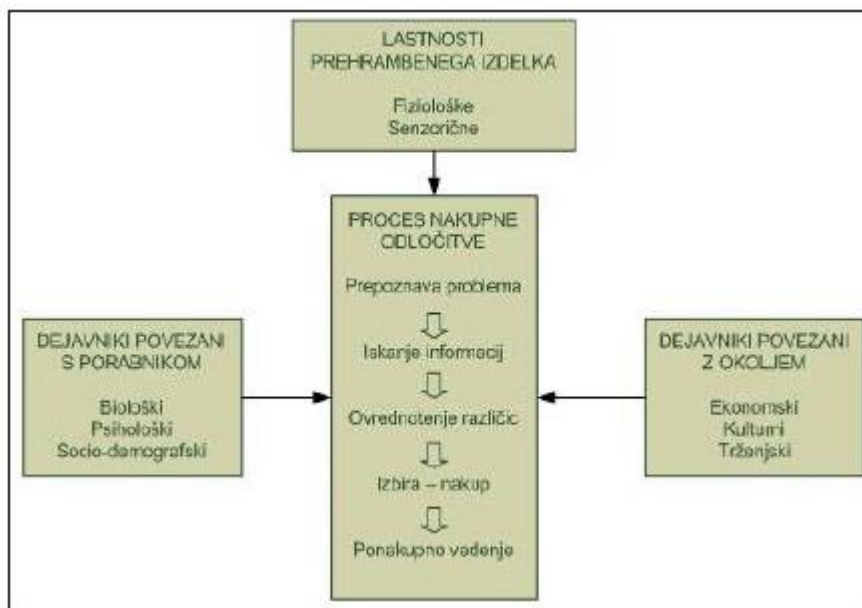 LASTNOSTI
PREHRAMBENEGA IZDELKA
Fiziološke
Senzorične
PROCES NAKUPNE
ODLOČITVE
Prepoznava problema
Iskanje informacij
Ovrednotenje različic
Izbira – nakup
Ponakupno vedenje
DEJAVNIKI POVEZANI
S PORABNIKOM
Biološki
Psihološki
Socio-demografski
DEJAVNIKI POVEZANI
Z OKOLJEM
Ekonomski
Kulturni
Trženjski